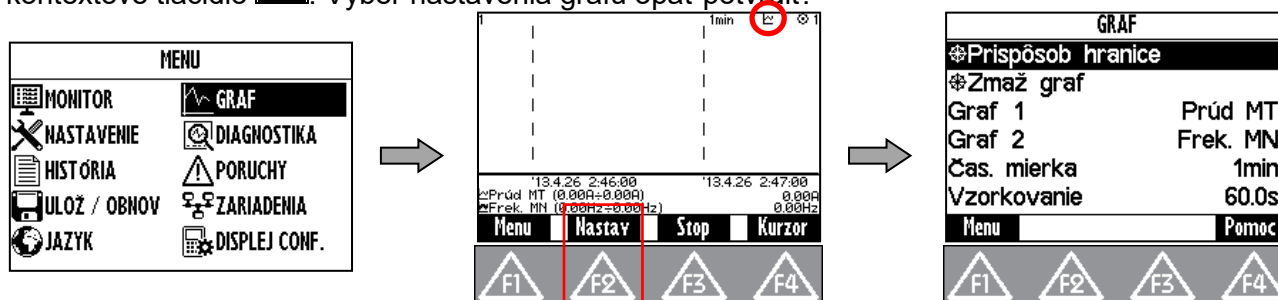 kontextové tlačidlo . Výber nastavenia grafu opäť potvrdiť.
MENU
MONITOR
GRAF
NASTAVENIE
DIAGNOSTIKA
HISTÓRIA
PORUCHY
ULOŽ / OBNOV
ZARIADENIA
JAZYK
DISPLEJ CONF.
1 1min 1
'13.4.26 2:46:00 '13.4.26 2:47:00
Prúd MT (0.00A÷0.00A) 0.00A
Frek. MN (0.00Hz÷0.00Hz) 0.00Hz
Menu Nastav Stop Kurzor
F1 F2 F3 F4
GRAF
Prispôsob hranice
Zmaž graf
Graf 1 Prúd MT
Graf 2 Frek. MN
Čas. mierka 1min
Vzorkovanie 60.0s
Menu Pomoc
F1 F2 F3 F4